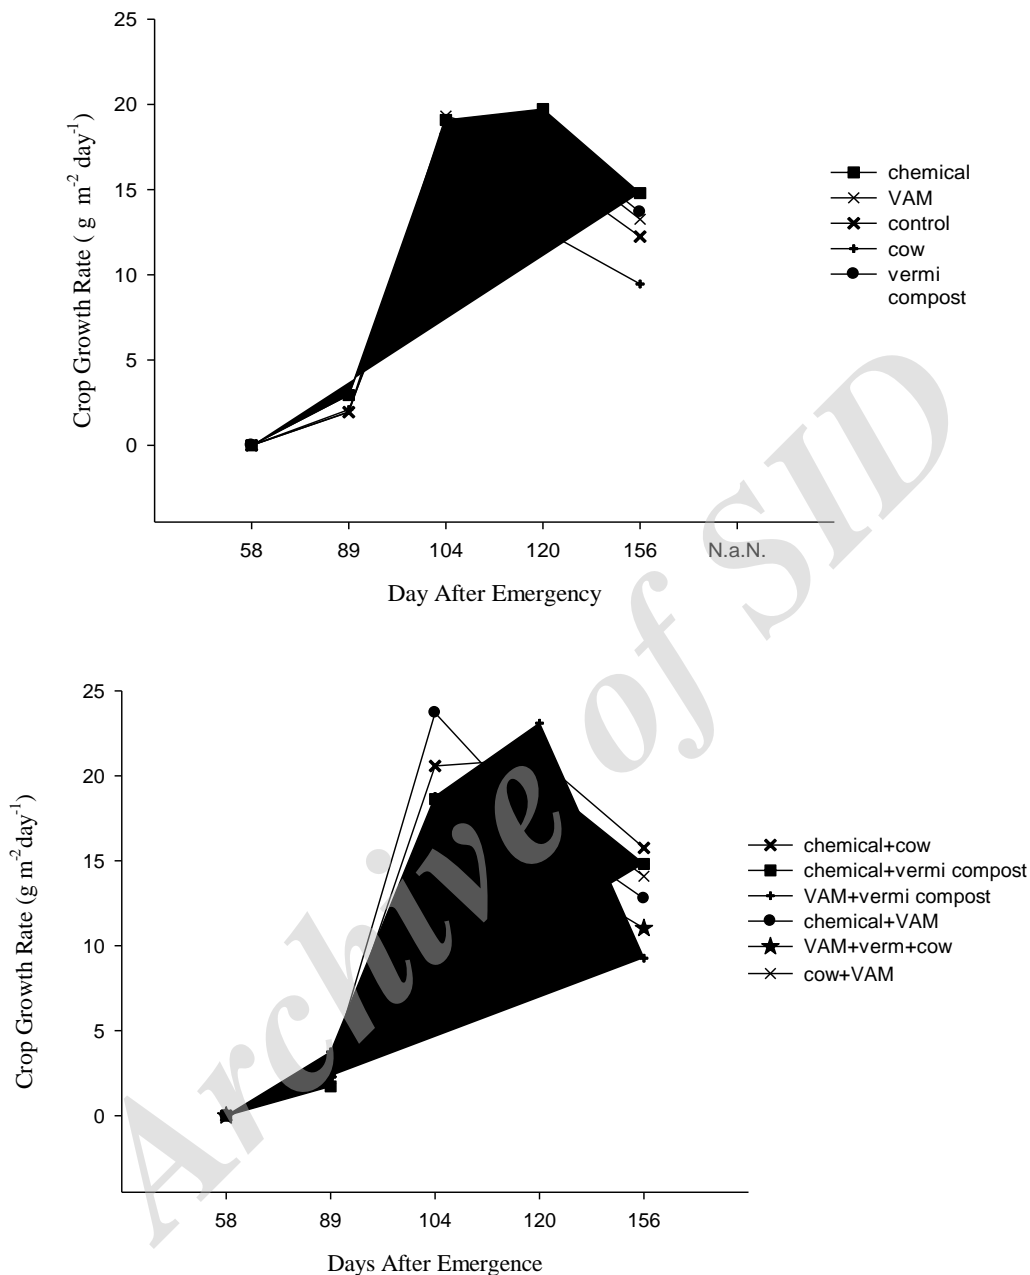 25
20
15
10
5
0
Crop Growth Rate ( g m-2 day-1)
58 89 104 120 156 N.a.N.
Day After Emergency
chemical
VAM
control
cow
vermi
compost
25
20
15
10
5
0
Crop Growth Rate (g m-2day-1)
58 89 104 120 156
Days After Emergence
chemical+cow
chemical+vermi compost
VAM+vermi compost
chemical+VAM
VAM+verm+cow
cow+VAM
Archive of SID